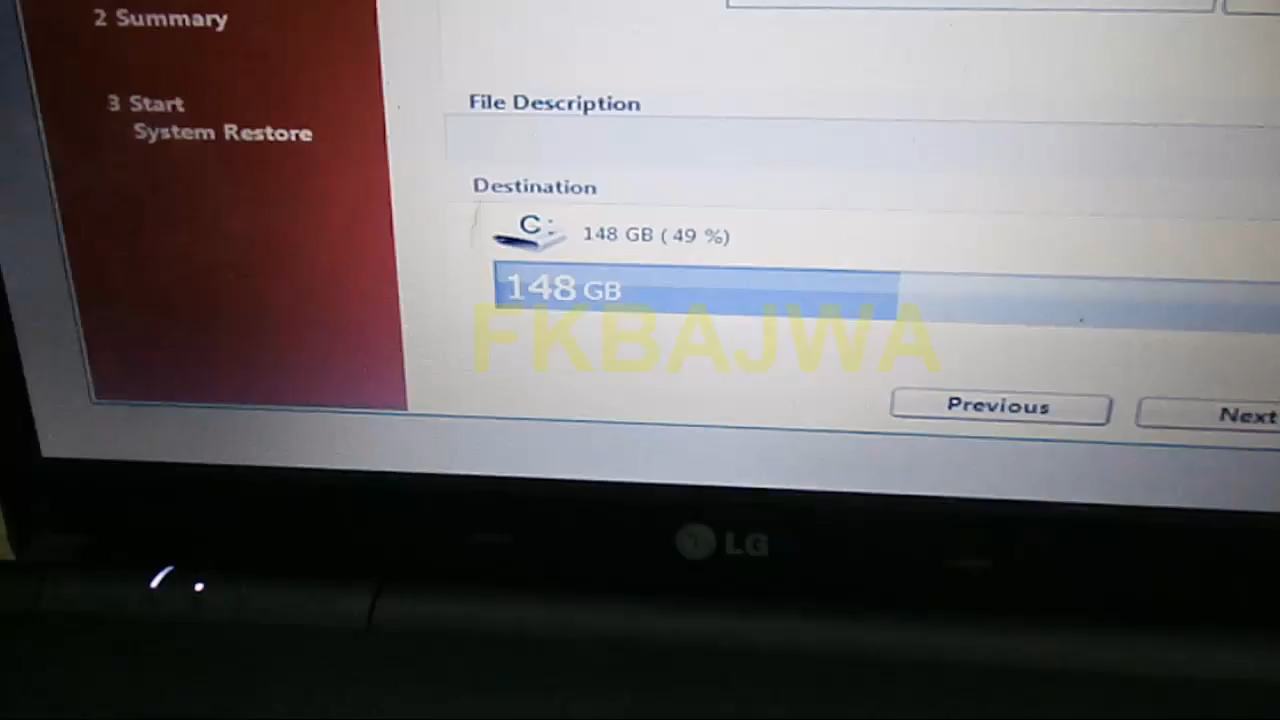 2 Summary
3 Start
System Restore
File Description
Destination
C:
148 GB ( 49 %)
148 GB
FKBAJWA
Previous
Next
LG